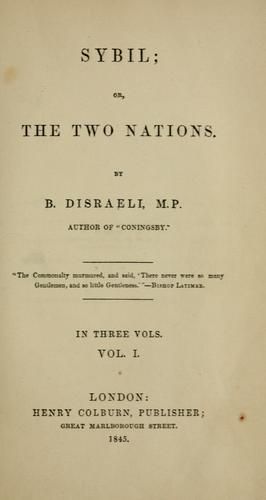 SYBIL;
OR,
THE TWO NATIONS.
BY
B. DISRAELI, M.P.
AUTHOR OF "CONINGSBY."
"The Commonalty murmured, and said, 'There never were so many
Gentlemen, and so little Gentleness.'"—BISHOP LATIMER.
IN THREE VOLS.
VOL. I.
LONDON:
HENRY COLBURN, PUBLISHER;
GREAT MARLBOROUGH STREET.
1845.